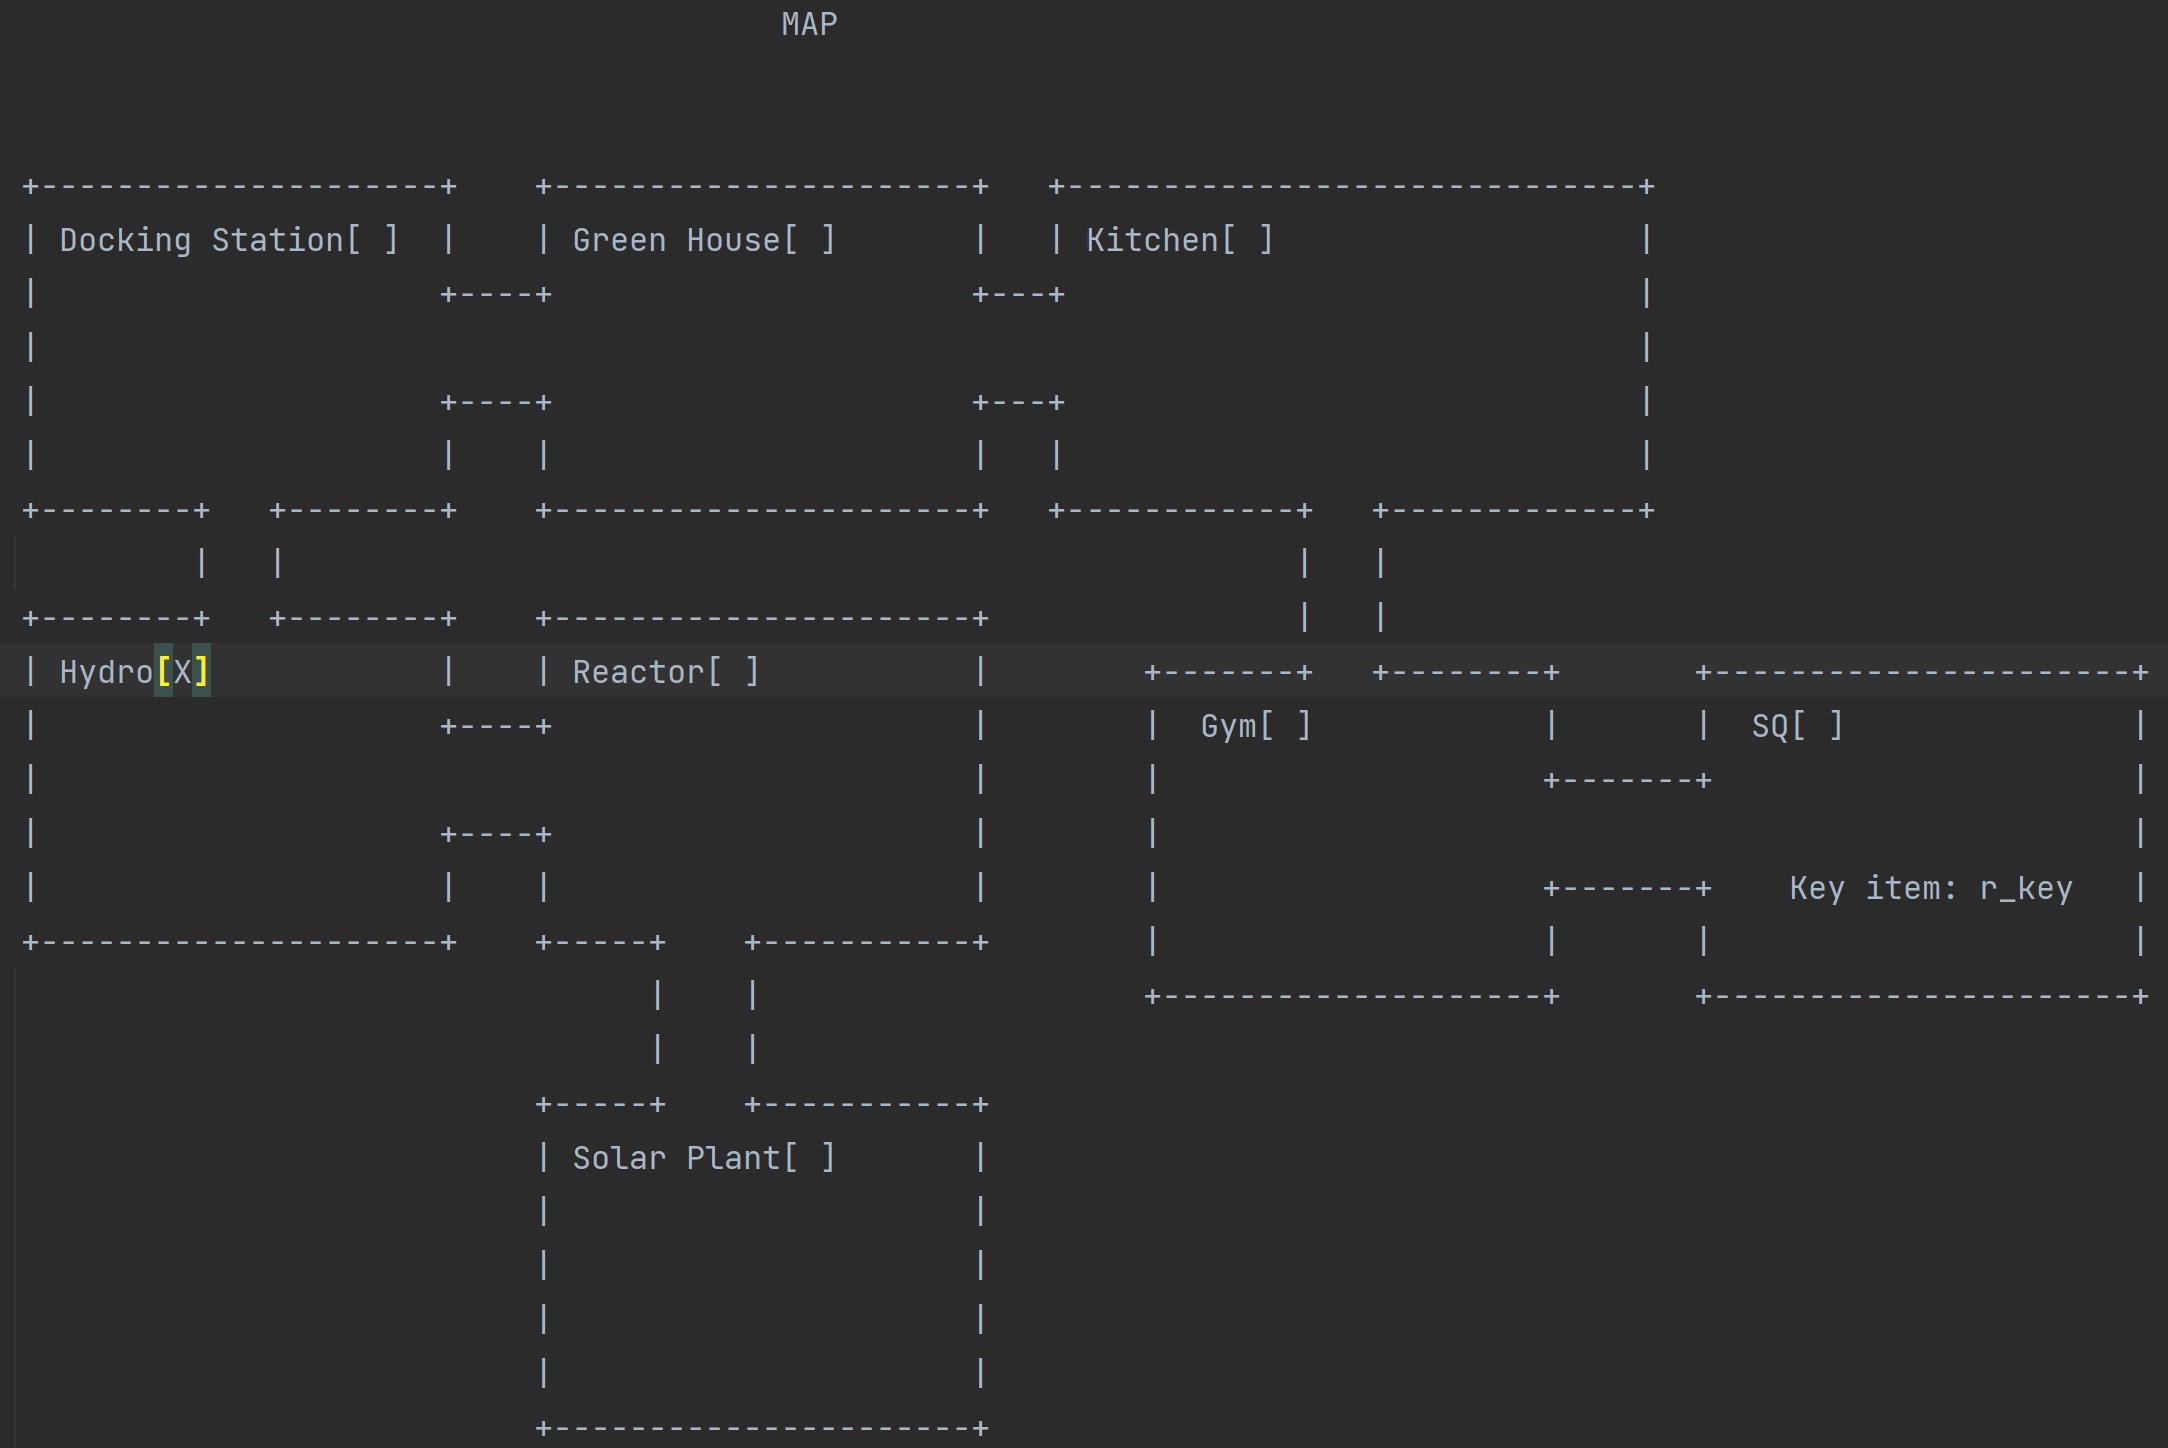 MAP
Docking Station[ ] Green House[ ] Kitchen[ ]
Hydro[X] Reactor[ ]
Gym[ ] SQ[ ]
Key item: r_key
Solar Plant[ ]